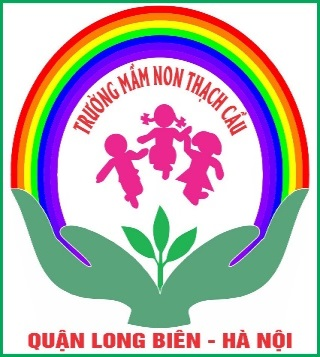 TRƯỜNG MẦM NON THẠCH CẦU
QUẬN LONG BIÊN - HÀ NỘI